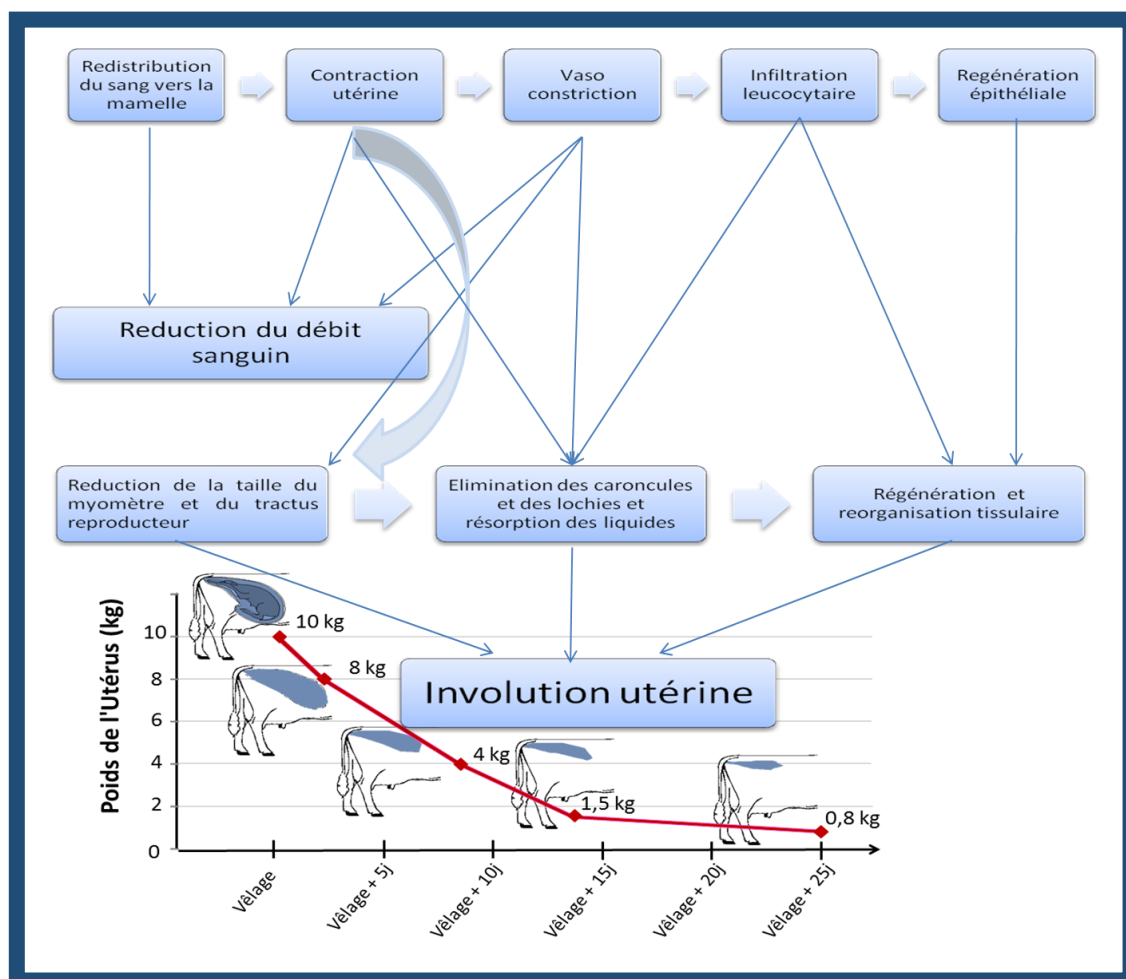 Redistribution
du sang vers la
mamelle
Contraction
utérine
Vaso
constriction
Infiltration
leucocytaire
Regénération
épithéliale
Reduction du débit
sanguin
Reduction de la taille du
myomètre et du tractus
reproducteur
Elimination des caroncules
et des lochies et
résorption des liquides
Régénération et
reorganisation tissulaire
Involution utérine
Poids de l'Utérus (kg)
10
8
6
4
2
0
10 kg
8 kg
4 kg
1,5 kg
0,8 kg
Vêlage
Vêlage + 5j
Vêlage + 10j
Vêlage + 15j
Vêlage + 20j
Vêlage + 25j